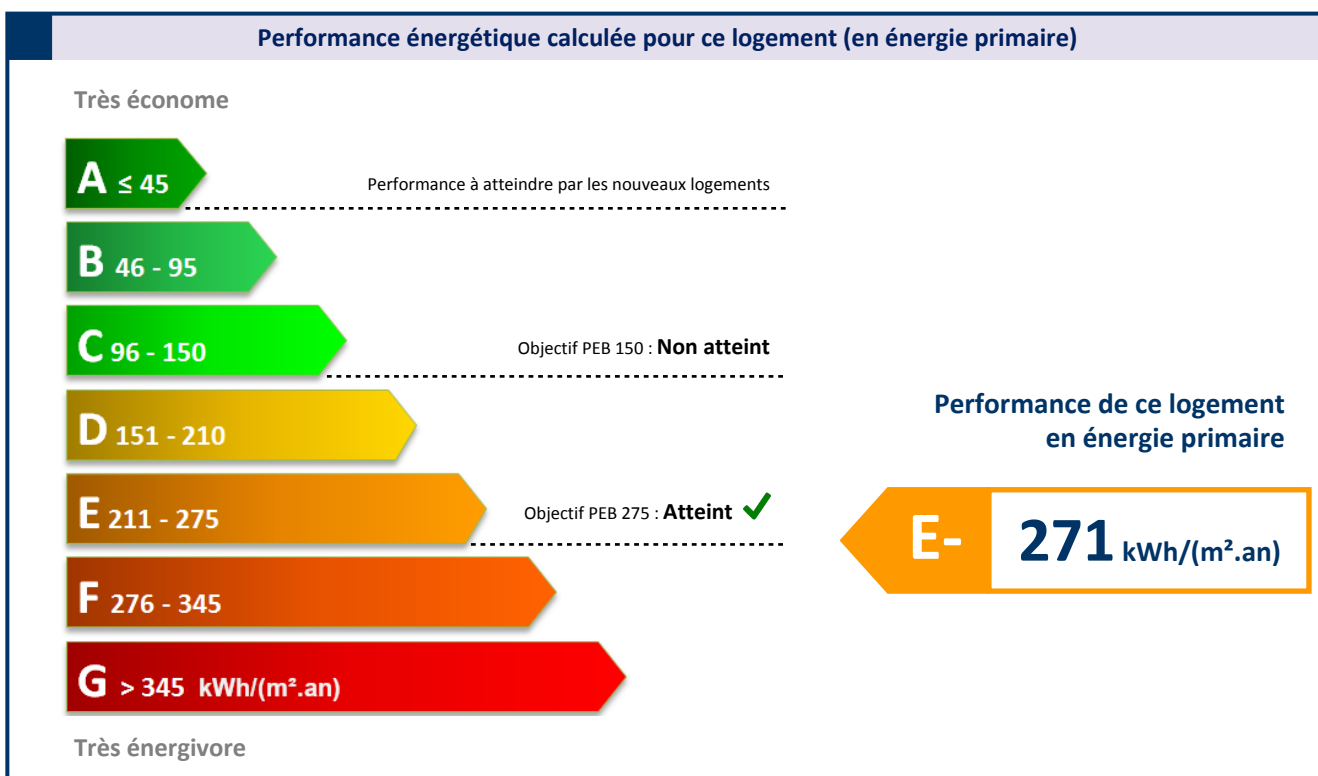 Performance énergétique calculée pour ce logement (en énergie primaire)
Très économe
A ≤ 45
Performance à atteindre par les nouveaux logements
B 46 - 95
C 96 - 150
Objectif PEB 150 : Non atteint
D 151 - 210
Performance de ce logement
en énergie primaire
E 211 - 275
Objectif PEB 275 : Atteint
E-
271 kWh/(m².an)
F 276 - 345
G > 345 kWh/(m².an)
Très énergivore